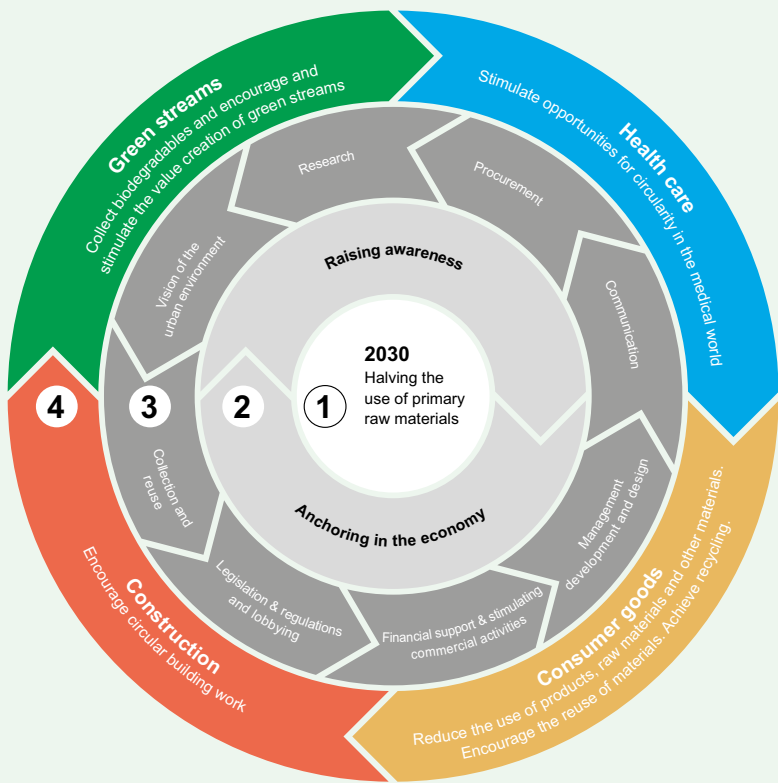 Green streams
Collect biodegradables and encourage and
stimulate the value creation of green streams
Health care
Stimulate opportunities for circularity in the medical world
Consumer goods
Reduce the use of products, raw materials and other materials.
Encourage the reuse of materials. Achieve recycling.
Construction
Encourage circular building work
Research
Procurement
Communication
Management
development and design
Financial support & stimulating
commercial activities
Legislation & regulations
and lobbying
Collection and
reuse
Vision of the
urban environment
Raising awareness
Anchoring in the economy
2030
Halving the
use of primary
raw materials
4
3
2
1